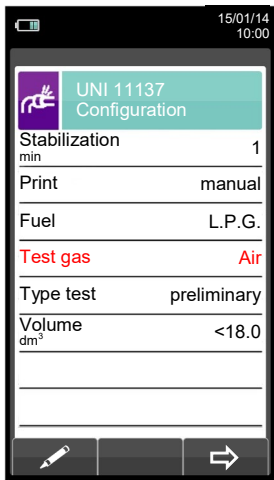 15/01/14
10:00
UNI 11137
Configuration
Stabilization
min
1
Print manual
Fuel L.P.G.
Test gas Air
Type test preliminary
Volume
dm³
<18.0